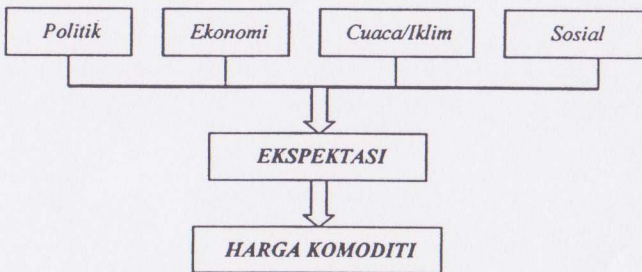 Politik
Ekonomi
Cuaca/Iklim
Sosial
EKSPEKTASI
HARGA KOMODITI